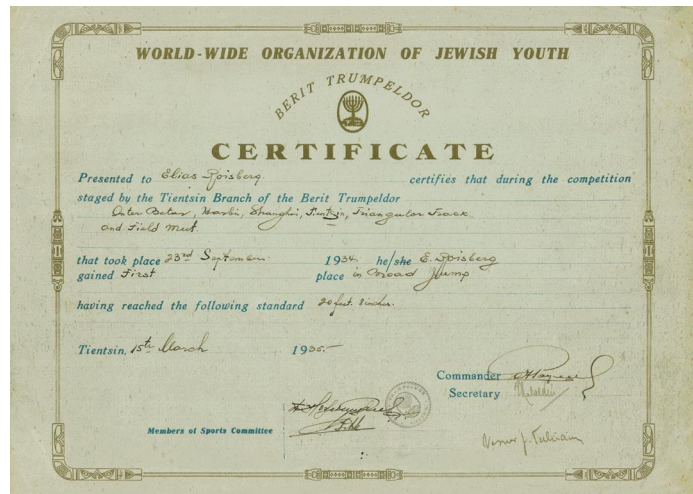 WORLD-WIDE ORGANIZATION OF JEWISH YOUTH
BERIT TRUMPELDOR
CERTIFICATE
Presented to Elias Spoisberg certifies that during the competition
staged by the Tientsin Branch of the Berit Trumpeldor
Inter Betar, Harbin, Shanghai, Tientsin, Triangular Track
and Field Meet.
that took place 23rd September 1934. he/she E. Spoisberg
gained First place in Broad Jump
having reached the following standard 20 feet. 8 inches.
Tientsin. 15th March 1935.-
Commander
Secretary
Members of Sports Committee